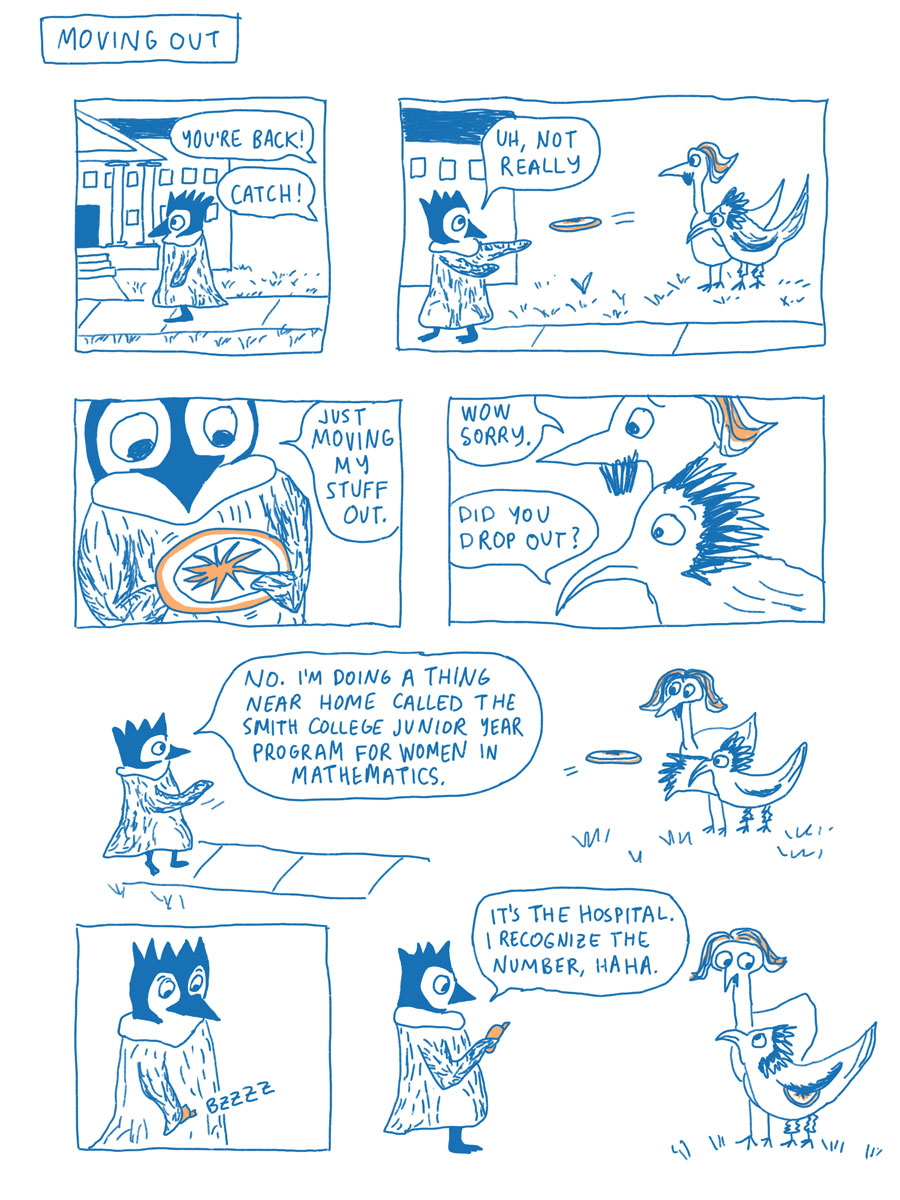 MOVING OUT
YOU'RE BACK!
CATCH!
UH, NOT
REALLY
JUST
MOVING
MY
STUFF
OUT.
WOW
SORRY.
DID YOU
DROP OUT?
NO. I'M DOING A THING
NEAR HOME CALLED THE
SMITH COLLEGE JUNIOR YEAR
PROGRAM FOR WOMEN IN
MATHEMATICS.
BZZZZ
IT'S THE HOSPITAL.
I RECOGNIZE THE
NUMBER, HAHA.